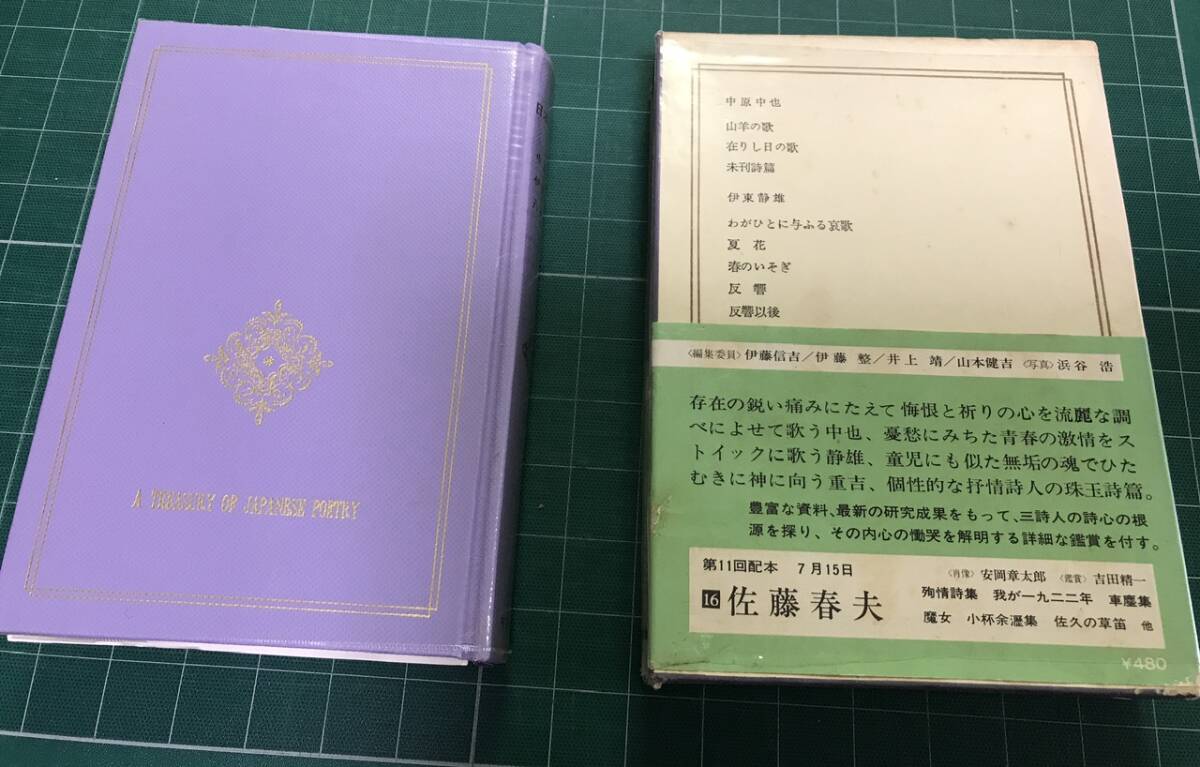 A TREASURY OF JAPANESE POETRY
中原中也
山羊の歌
在りし日の歌
未刊詩篇
伊東静雄
わがひとに与ふる哀歌
夏花
春のいそぎ
反響
反響以後
〈編集委員〉伊藤信吉/伊藤 整/井上 靖/山本健吉 〈写真〉浜谷 浩
存在の鋭い痛みにたえて悔恨と祈りの心を流麗な調
べによせて歌う中也、憂愁にみちた青春の激情をス
トイックに歌う静雄、童児にも似た無垢の魂でひた
むきに神に向う重吉、個性的な抒情詩人の珠玉詩篇。
豊富な資料、最新の研究成果をもって、三詩人の詩心の根
源を探り、その内心の慟哭を解明する詳細な鑑賞を付す。
第11回配本 7月15日
16 佐藤春夫
〈肖像〉安岡章太郎 〈鑑賞〉吉田精一
殉情詩集 我が一九二二年 車塵集
魔女 小杯余瀝集 佐久の草笛 他
¥480